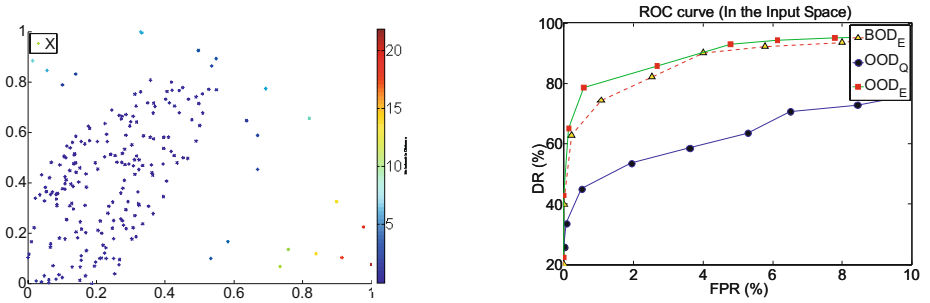 ROC curve (In the Input Space)
X
1
0.8
0.6
0.4
0.2
0
0 0.2 0.4 0.6 0.8 1
20
15
10
5
100
80
60
40
20
DR (%)
BOD_E
OOD_Q
OOD_E
0 2 4 6 8 10
FPR (%)